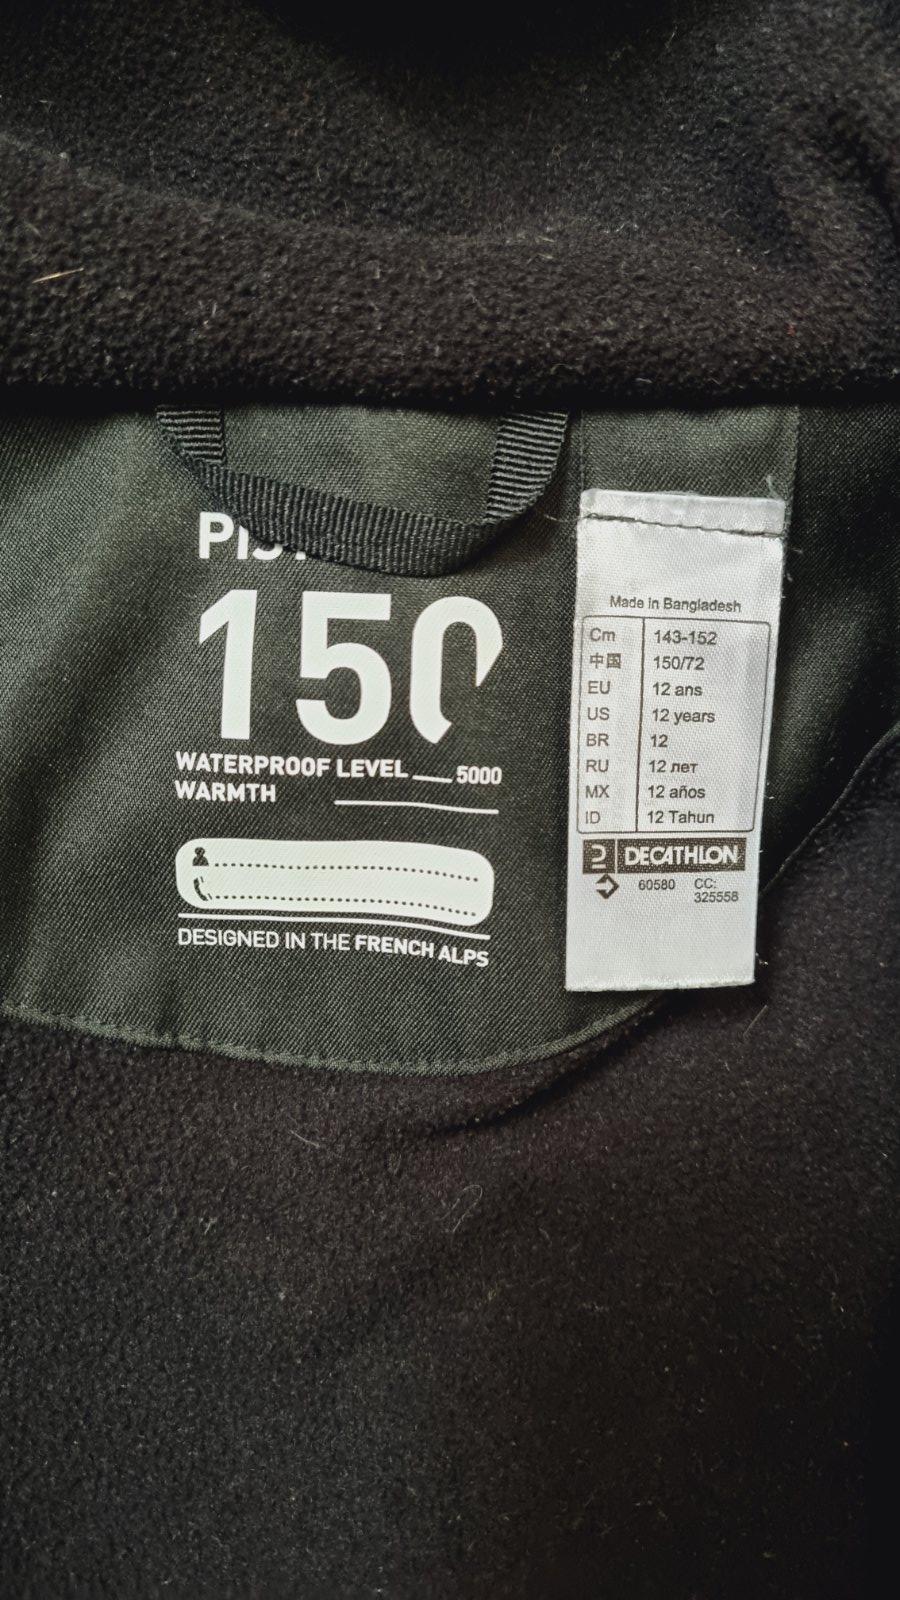 150
WATERPROOF LEVEL 5000
WARMTH
DESIGNED IN THE FRENCH ALPS
Made in Bangladesh
Cm 143-152
中国 150/72
EU 12 ans
US 12 years
BR 12
RU 12 лет
MX 12 años
ID 12 Tahun
DECATHLON
60580 CC:
325558